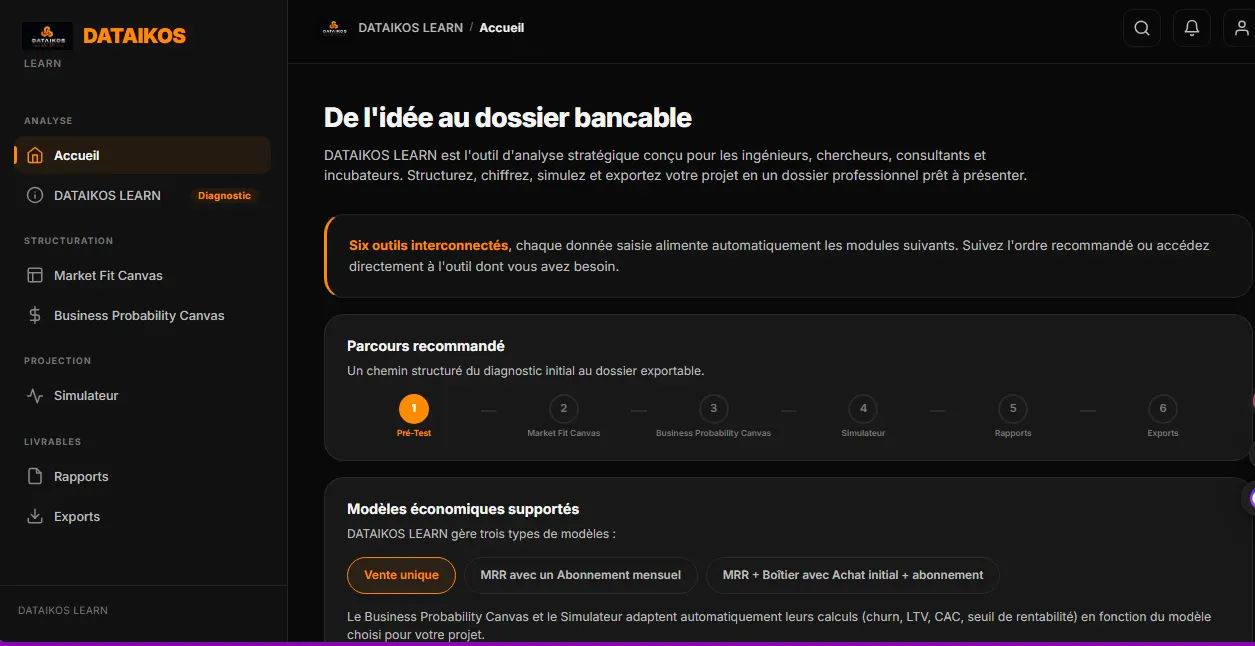 DATAIKOS
DATAIKOS
LEARN
ANALYSE
Accueil
DATAIKOS LEARN
Diagnostic
STRUCTURATION
Market Fit Canvas
Business Probability Canvas
PROJECTION
Simulateur
LIVRABLES
Rapports
Exports
DATAIKOS LEARN
DATAIKOS
DATAIKOS LEARN / Accueil
De l'idée au dossier bancable
DATAIKOS LEARN est l'outil d'analyse stratégique conçu pour les ingénieurs, chercheurs, consultants et
incubateurs. Structurez, chiffrez, simulez et exportez votre projet en un dossier professionnel prêt à présenter.
Six outils interconnectés, chaque donnée saisie alimente automatiquement les modules suivants. Suivez l'ordre recommandé ou accédez
directement à l'outil dont vous avez besoin.
Parcours recommandé
Un chemin structuré du diagnostic initial au dossier exportable.
1 — 2 — 3 — 4 — 5 — 6
Pré-Test Market Fit Canvas Business Probability Canvas Simulateur Rapports Exports
Modèles économiques supportés
DATAIKOS LEARN gère trois types de modèles :
Vente unique MRR avec un Abonnement mensuel MRR + Boîtier avec Achat initial + abonnement
Le Business Probability Canvas et le Simulateur adaptent automatiquement leurs calculs (churn, LTV, CAC, seuil de rentabilité) en fonction du modèle
choisi pour votre projet.